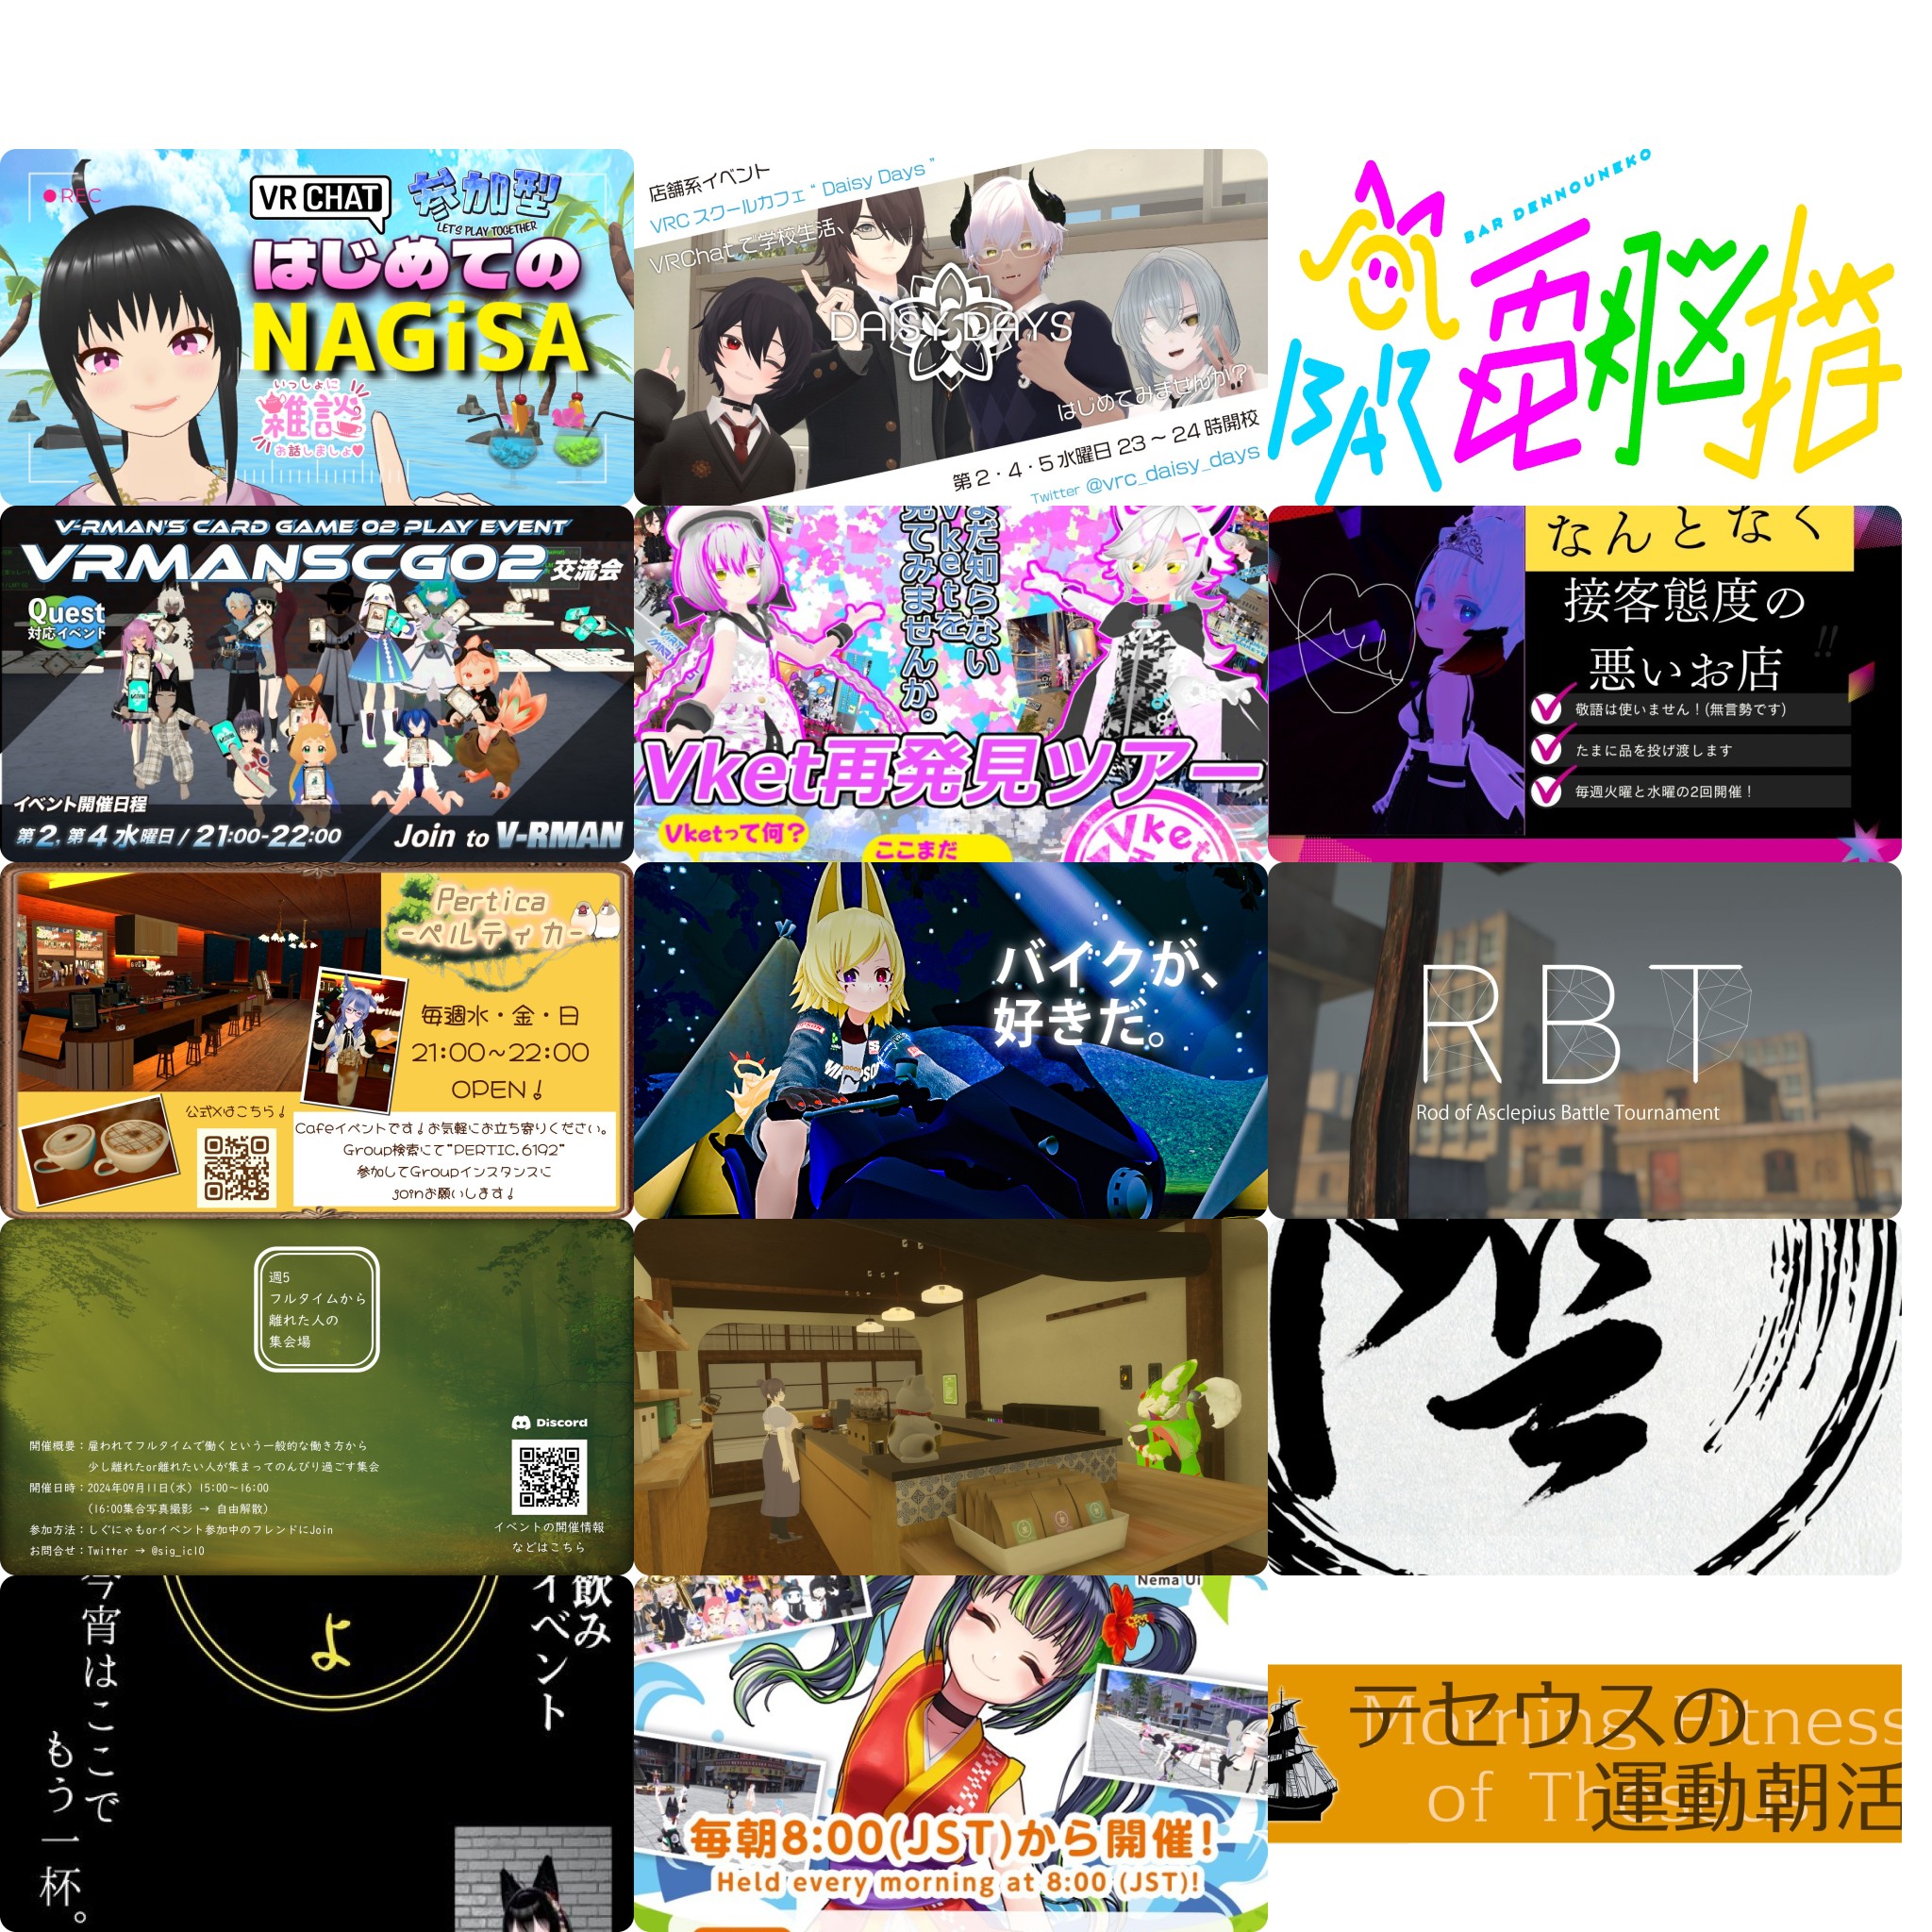 REC
VR CHAT
参加型
LET'S PLAY TOGETHER
はじめての
NAGiSA
いっしょに
雑談
お話しましょ♥
店舗系イベント
VRC スクールカフェ “ Daisy Days ”
VRChat で学校生活、
DAISY DAYS
はじめてみませんか?
第 2・4・5 水曜日 23 ~ 24 時開校
Twitter @vrc_daisy_days
BAR DENNOUNEKO
BAR
V-RMAN'S CARD GAME 02 PLAY EVENT
VRMANSCG02 交流会
Quest
対応イベント
イベント開催日程
第2, 第4 水曜日 / 21:00-22:00
Join to V-RMAN
まだ知らない
Vketを
見てみませんか。
Vket再発見ツアー
Vketって何?
ここまだ
Vket
なんとなく
接客態度の
悪いお店
!!
敬語は使いません!(無言勢です)
たまに品を投げ渡します
毎週火曜と水曜の2回開催!
Pertica
-ペルティカ-
毎週水・金・日
21:00~22:00
OPEN!
公式Xはこちら!
Cafeイベントです!お気軽にお立ち寄りください。
Group検索にて"PERTIC.6192"
参加してGroupインスタンスに
joinお願いします!
バイクが、
好きだ。
RBT
Rod of Asclepius Battle Tournament
週5
フルタイムから
離れた人の
集会場
開催概要:雇われてフルタイムで働くという一般的な働き方から
少し離れたor離れたい人が集まってのんびり過ごす集会
開催日時:2024年09月11日(水) 15:00~16:00
(16:00集合写真撮影 → 自由解散)
参加方法:しぐにゃもorイベント参加中のフレンドにJoin
お問合せ:Twitter → @sig_icl0
Discord
イベントの開催情報
などはこちら
飲み
イベント
よ
今宵はここで
もう一杯。
Nema Ui
毎朝8:00(JST)から開催!
Held every morning at 8:00 (JST)!
テセウスの
運動朝活
Morning Fitness
of Theseus